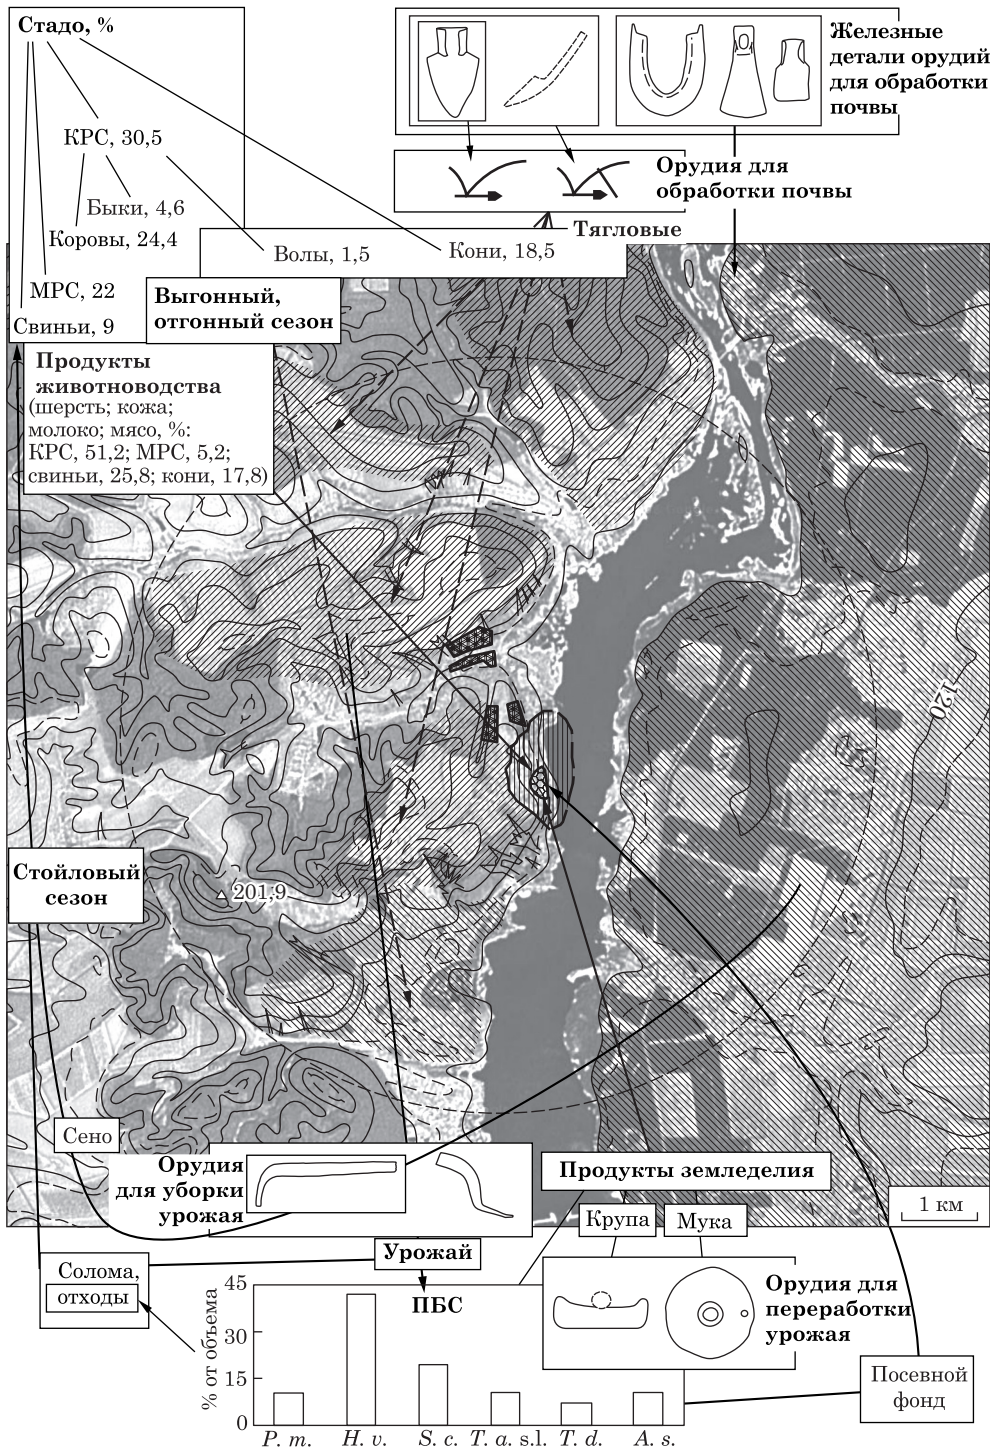 Стадо, %
КРС, 30,5
Быки, 4,6
Коровы, 24,4
МРС, 22
Свиньи, 9
Волы, 1,5
Кони, 18,5
Тягловые
Железные
детали орудий
для обработки
почвы
Орудия для
обработки почвы
Выгонный,
отгонный сезон
Продукты
животноводства
(шерсть; кожа;
молоко; мясо, %:
КРС, 51,2; МРС, 5,2;
свиньи, 25,8; кони, 17,8)
120
Стойловый
сезон
201,9
Сено
Орудия
для уборки
урожая
Продукты земледелия
1 км
Крупа
Мука
Урожай
Солома,
отходы
ПБС
Орудия для
переработки
урожая
Посевной
фонд
% от объема
45
30
15
0
P. m.
H. v.
S. c.
T. a. s.l.
T. d.
A. s.